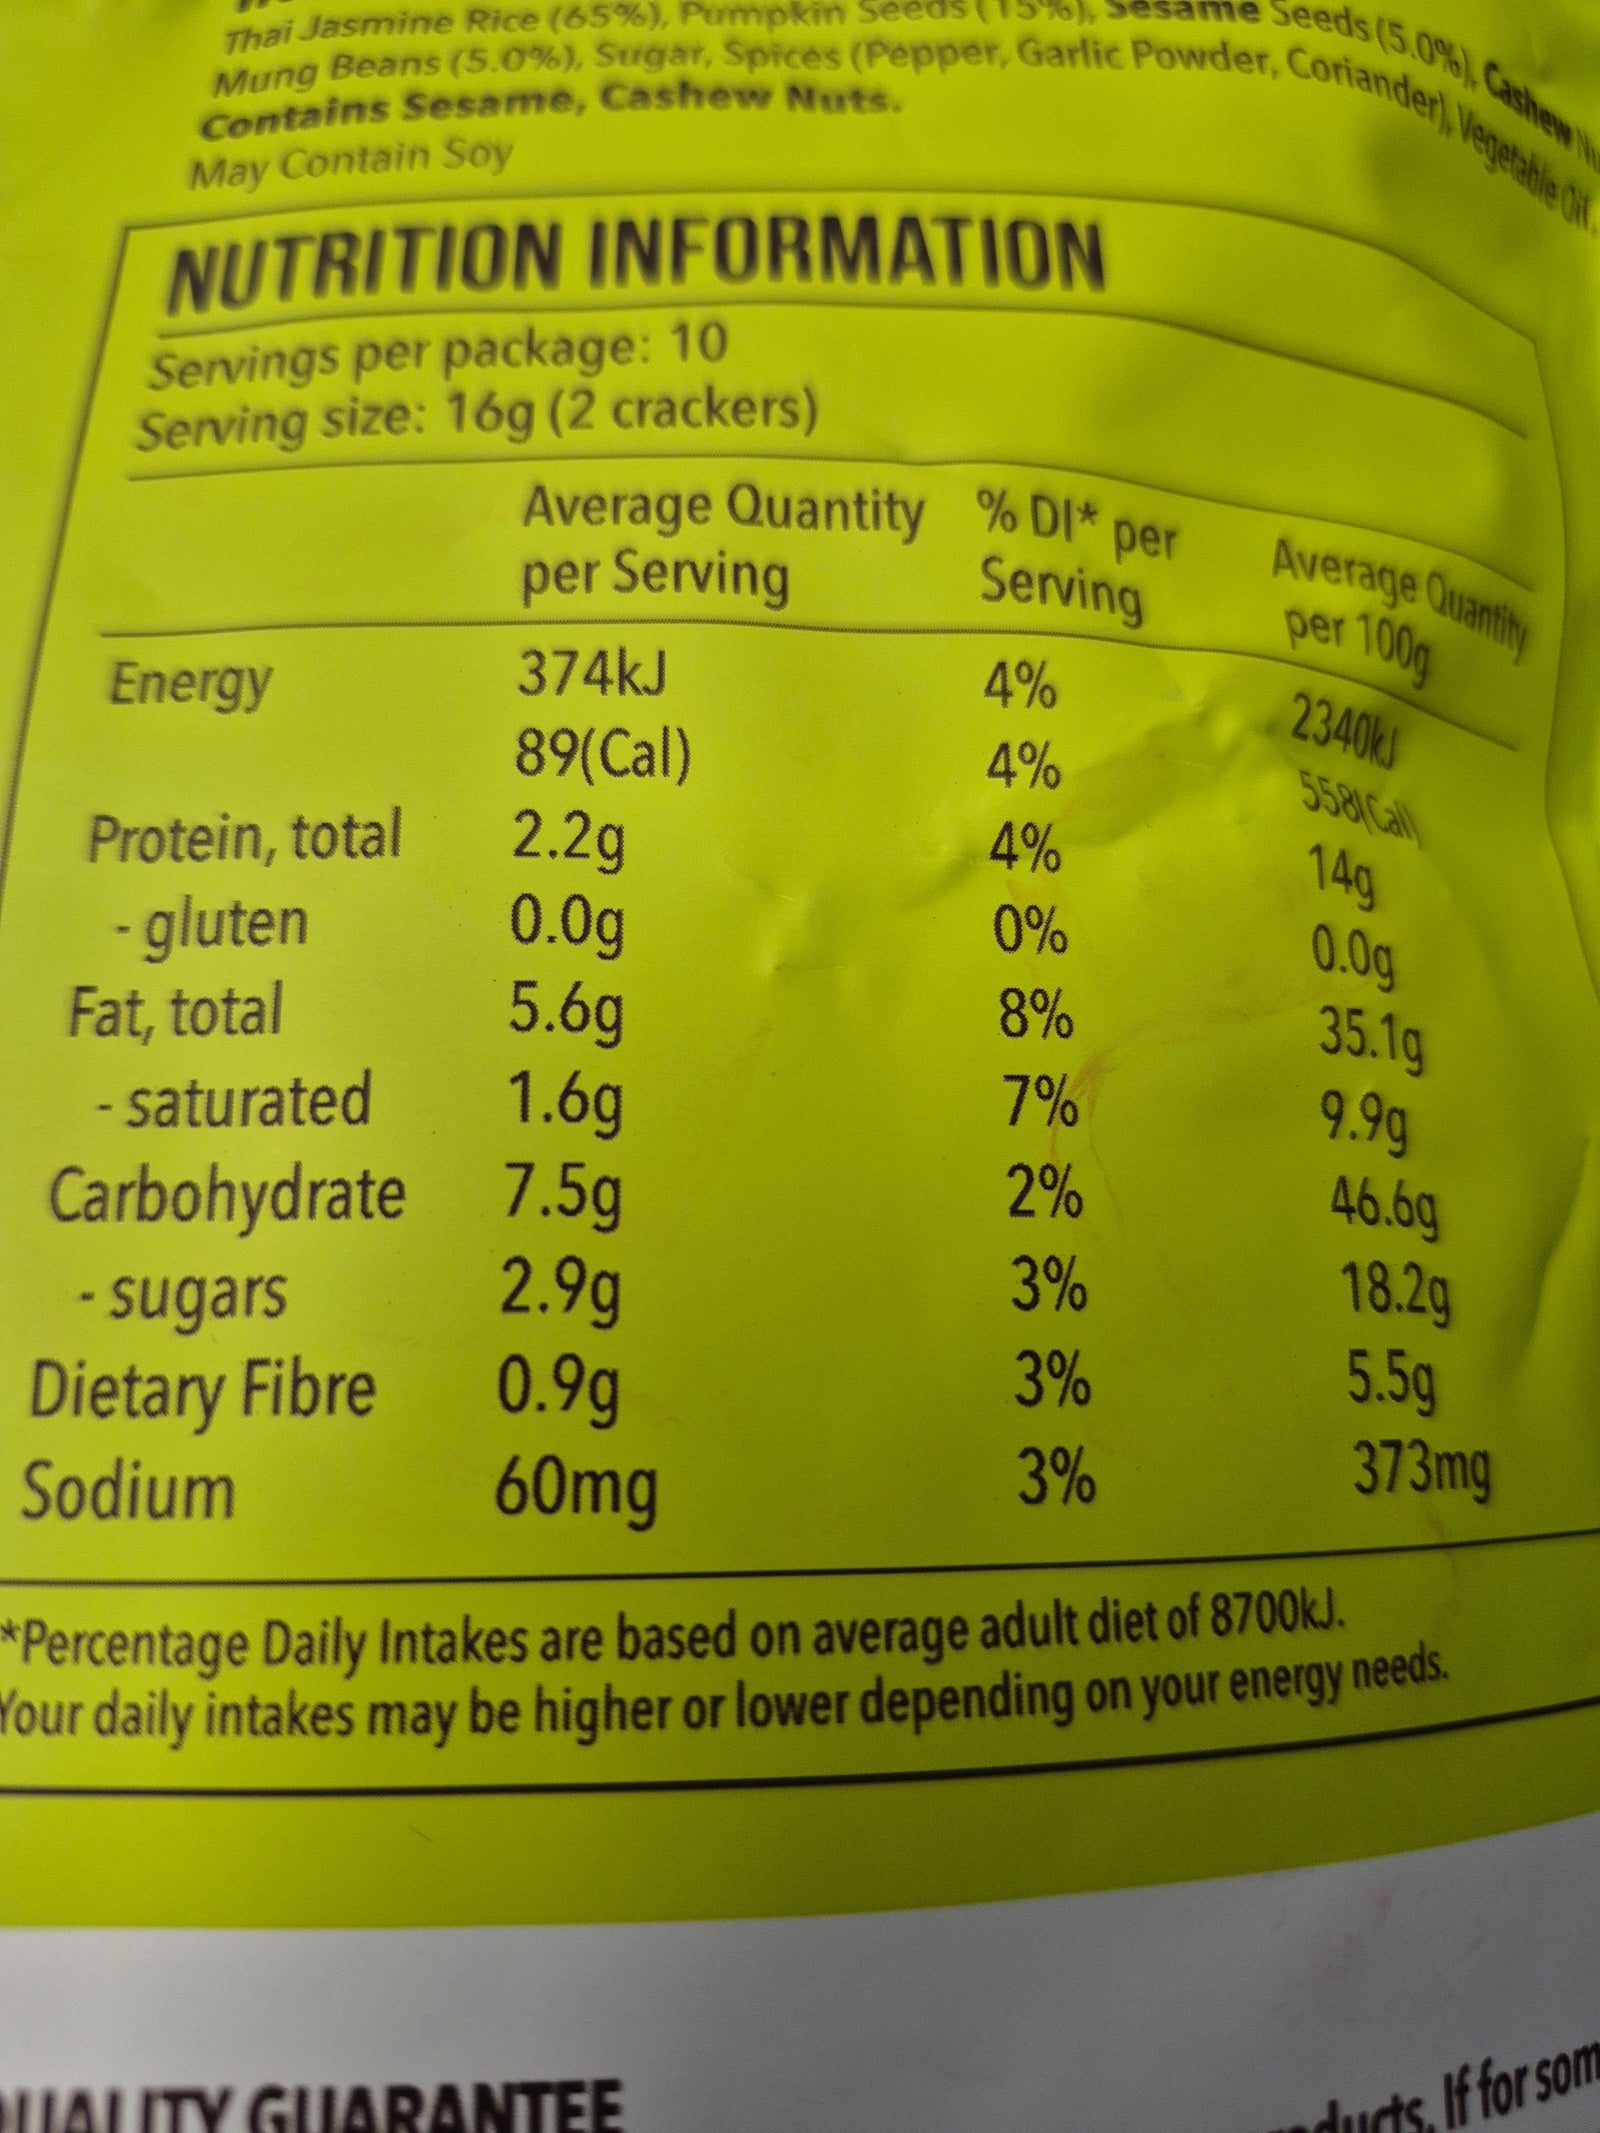 Thai Jasmine Rice (65%), Pumpkin Seeds (15%), Sesame Seeds (5.0%), Cashew
Mung Beans (5.0%), Sugar, Spices (Pepper, Garlic Powder, Coriander), Vegetable Oil,
Contains Sesame, Cashew Nuts.
May Contain Soy
NUTRITION INFORMATION
Servings per package: 10
Serving size: 16g (2 crackers)
Average Quantity per Serving % DI* per Serving Average Quantity per 100g
Energy 374kJ 4% 2340kJ
89(Cal) 4% 558(Cal)
Protein, total 2.2g 4% 14g
- gluten 0.0g 0% 0.0g
Fat, total 5.6g 8% 35.1g
- saturated 1.6g 7% 9.9g
Carbohydrate 7.5g 2% 46.6g
- sugars 2.9g 3% 18.2g
Dietary Fibre 0.9g 3% 5.5g
Sodium 60mg 3% 373mg
*Percentage Daily Intakes are based on average adult diet of 8700kJ.
Your daily intakes may be higher or lower depending on your energy needs.
QUALITY GUARANTEE
If for